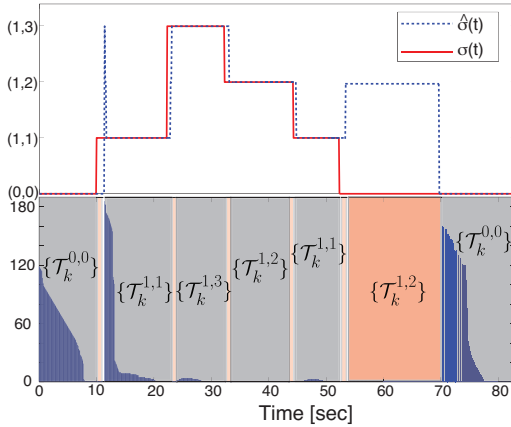 (1,3)
(1,2)
(1,1)
(0,0)
σ̂(t)
σ(t)
180
120
60
0
{𝒯_k^{0,0}}
{𝒯_k^{1,1}}
{𝒯_k^{1,3}}
{𝒯_k^{1,2}}
{𝒯_k^{1,1}}
{𝒯_k^{1,2}}
{𝒯_k^{0,0}}
0 10 20 30 40 50 60 70 80
Time [sec]